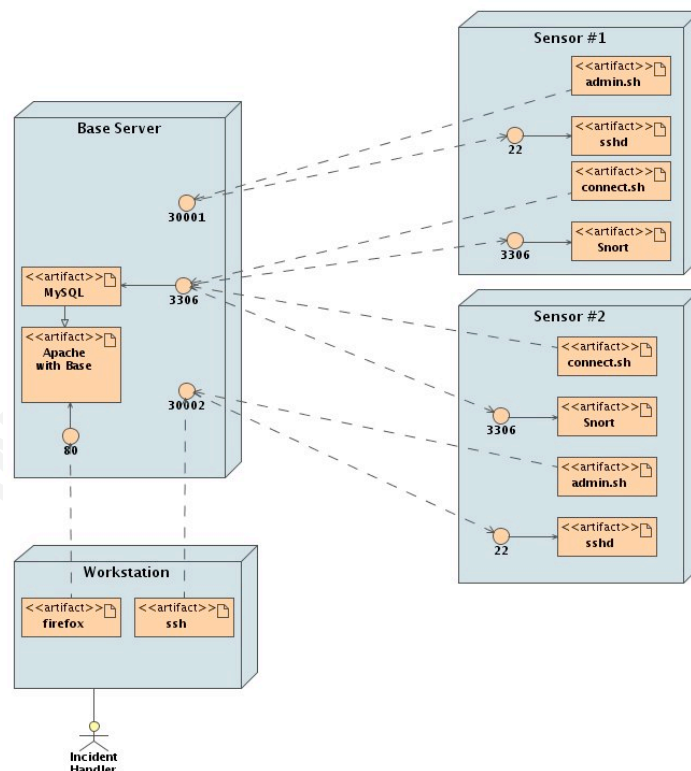 Sensor #1
<<artifact>>
admin.sh
22
<<artifact>>
sshd
<<artifact>>
connect.sh
3306
<<artifact>>
Snort
Base Server
30001
<<artifact>>
MySQL
3306
<<artifact>>
Apache
with Base
30002
80
Sensor #2
<<artifact>>
connect.sh
3306
<<artifact>>
Snort
<<artifact>>
admin.sh
22
<<artifact>>
sshd
Workstation
<<artifact>>
firefox
<<artifact>>
ssh
Incident
Handler